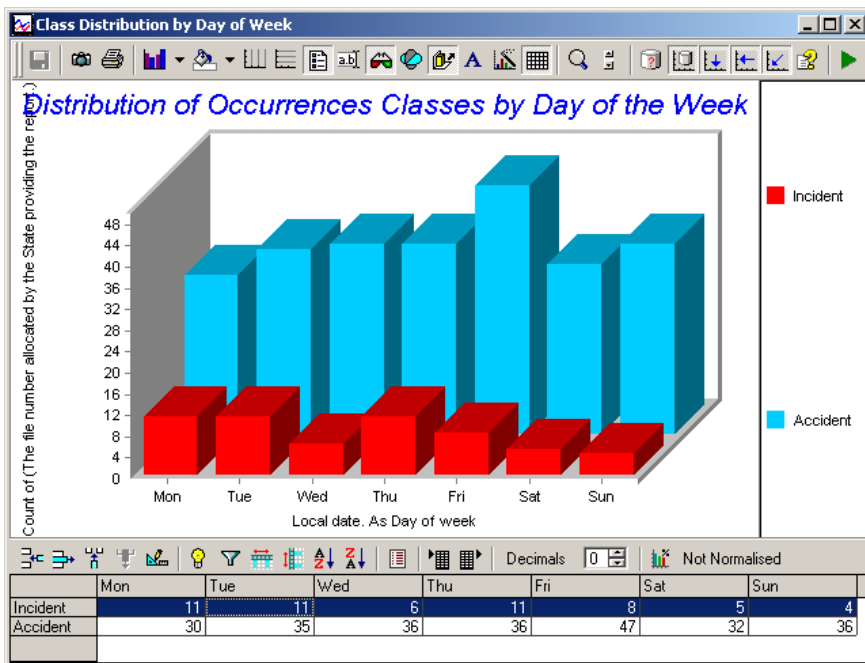 Class Distribution by Day of Week
Distribution of Occurrences Classes by Day of the Week
Count of (The file number allocated by the State providing the report.)
48
44
40
36
32
28
24
20
16
12
8
4
0
Mon Tue Wed Thu Fri Sat Sun
Local date. As Day of week
Incident
Accident
Decimals 0 Not Normalised
Mon Tue Wed Thu Fri Sat Sun
Incident 11 11 6 11 8 5 4
Accident 30 35 36 36 47 32 36